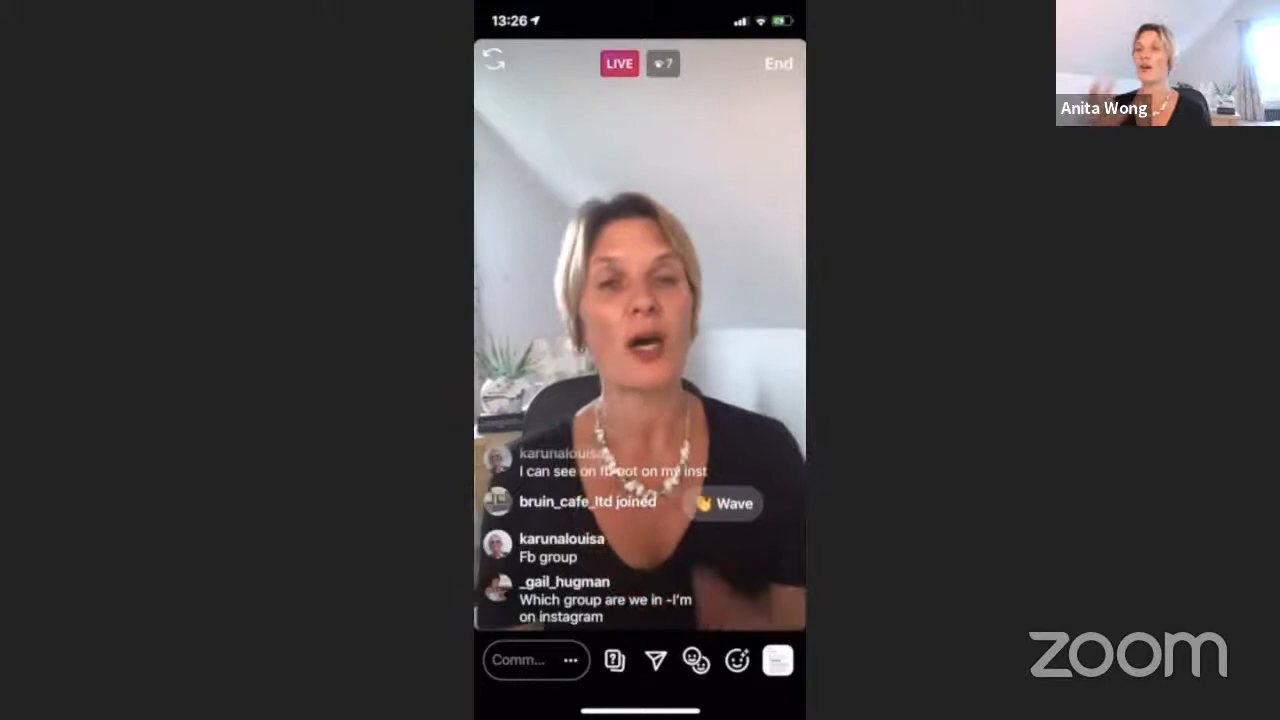 13:26
LIVE
7
End
Anita Wong
karunalouisa
I can see on fb not on my inst
bruin_cafe_ltd joined
Wave
karunalouisa
Fb group
_gail_hugman
Which group are we in -I'm
on instagram
Comm...
zoom